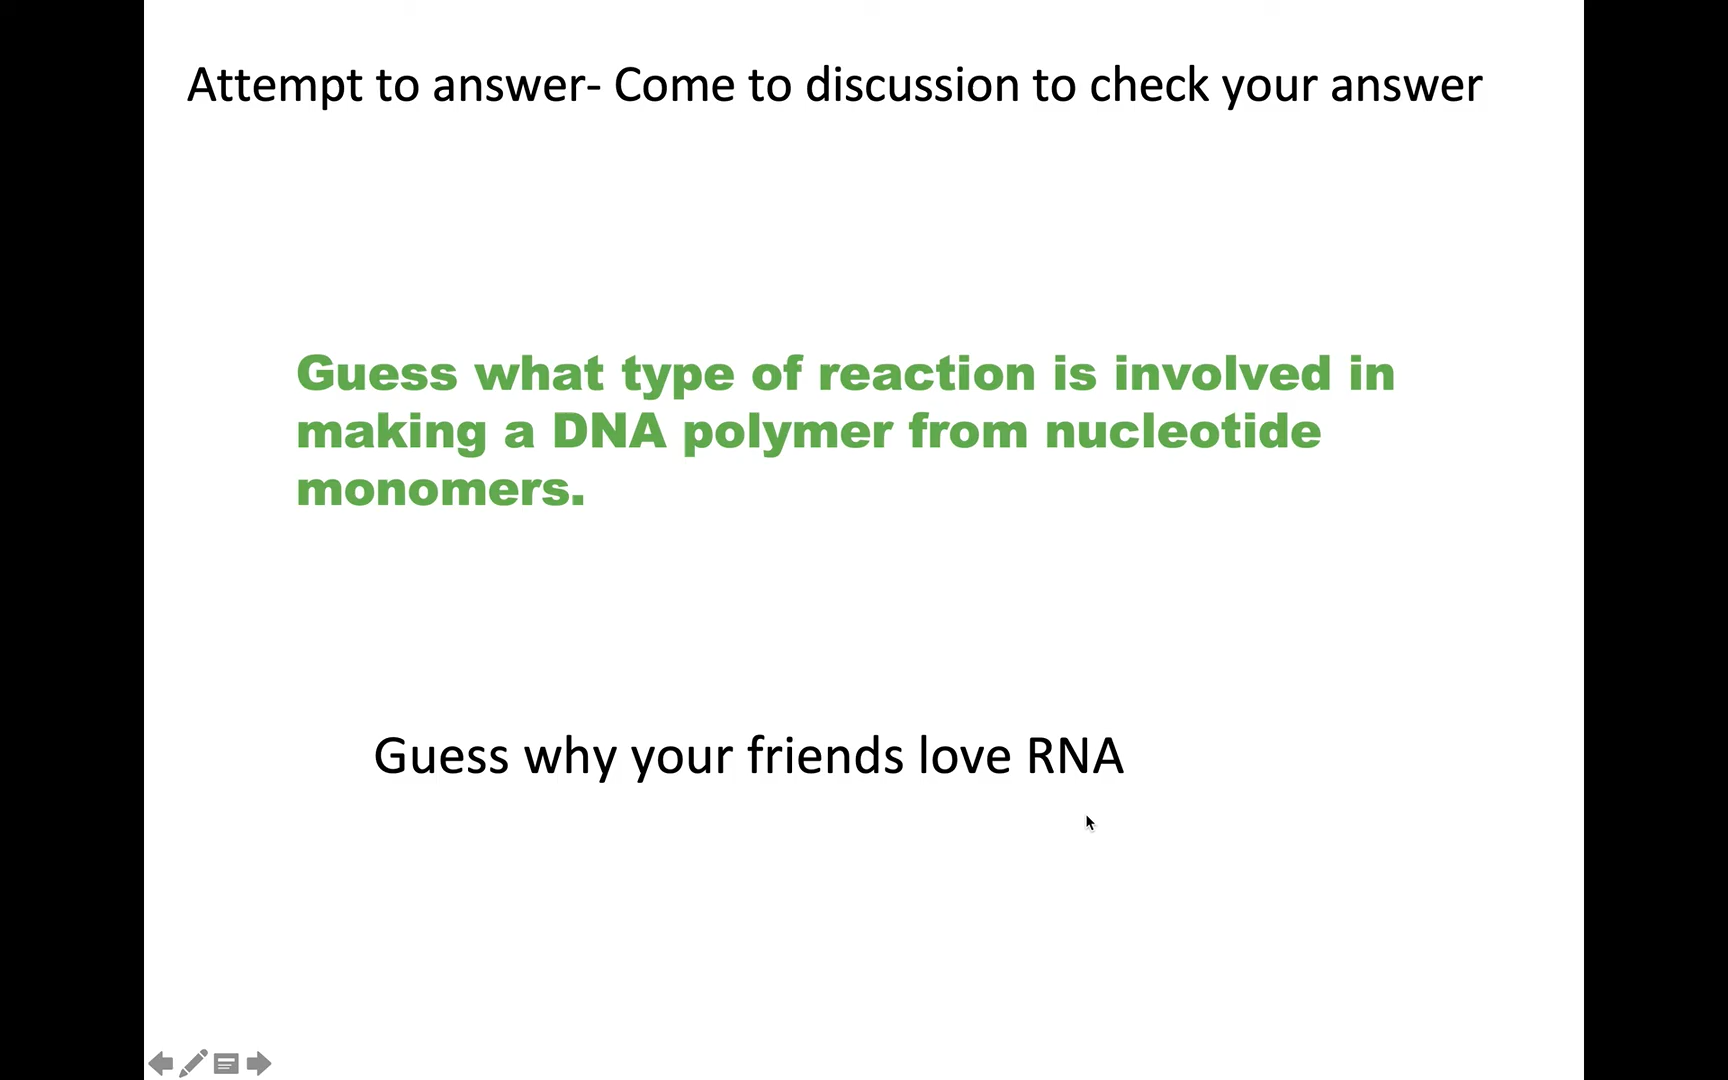 Attempt to answer- Come to discussion to check your answer
Guess what type of reaction is involved in
making a DNA polymer from nucleotide
monomers.
Guess why your friends love RNA